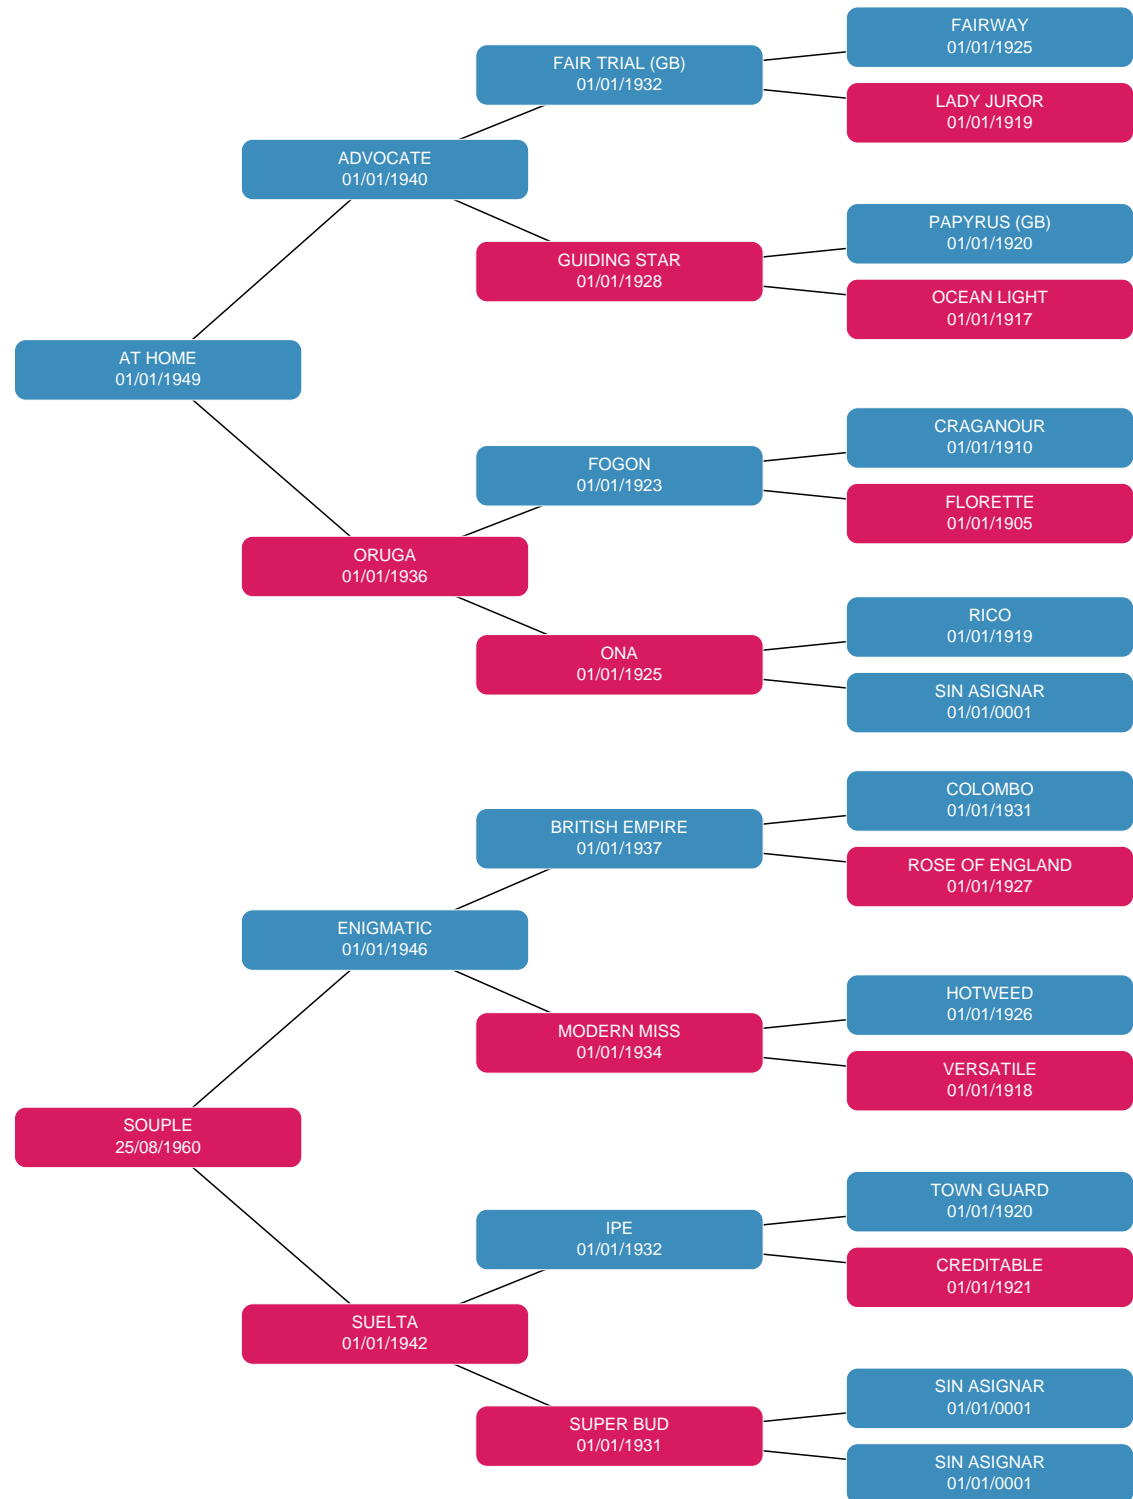 FAIRWAY
01/01/1925
FAIR TRIAL (GB)
01/01/1932
LADY JUROR
01/01/1919
ADVOCATE
01/01/1940
PAPYRUS (GB)
01/01/1920
GUIDING STAR
01/01/1928
OCEAN LIGHT
01/01/1917
AT HOME
01/01/1949
CRAGANOUR
01/01/1910
FOGON
01/01/1923
FLORETTE
01/01/1905
ORUGA
01/01/1936
RICO
01/01/1919
ONA
01/01/1925
SIN ASIGNAR
01/01/0001
COLOMBO
01/01/1931
BRITISH EMPIRE
01/01/1937
ROSE OF ENGLAND
01/01/1927
ENIGMATIC
01/01/1946
HOTWEED
01/01/1926
MODERN MISS
01/01/1934
VERSATILE
01/01/1918
SOUPLE
25/08/1960
TOWN GUARD
01/01/1920
IPE
01/01/1932
CREDITABLE
01/01/1921
SUELTA
01/01/1942
SIN ASIGNAR
01/01/0001
SUPER BUD
01/01/1931
SIN ASIGNAR
01/01/0001